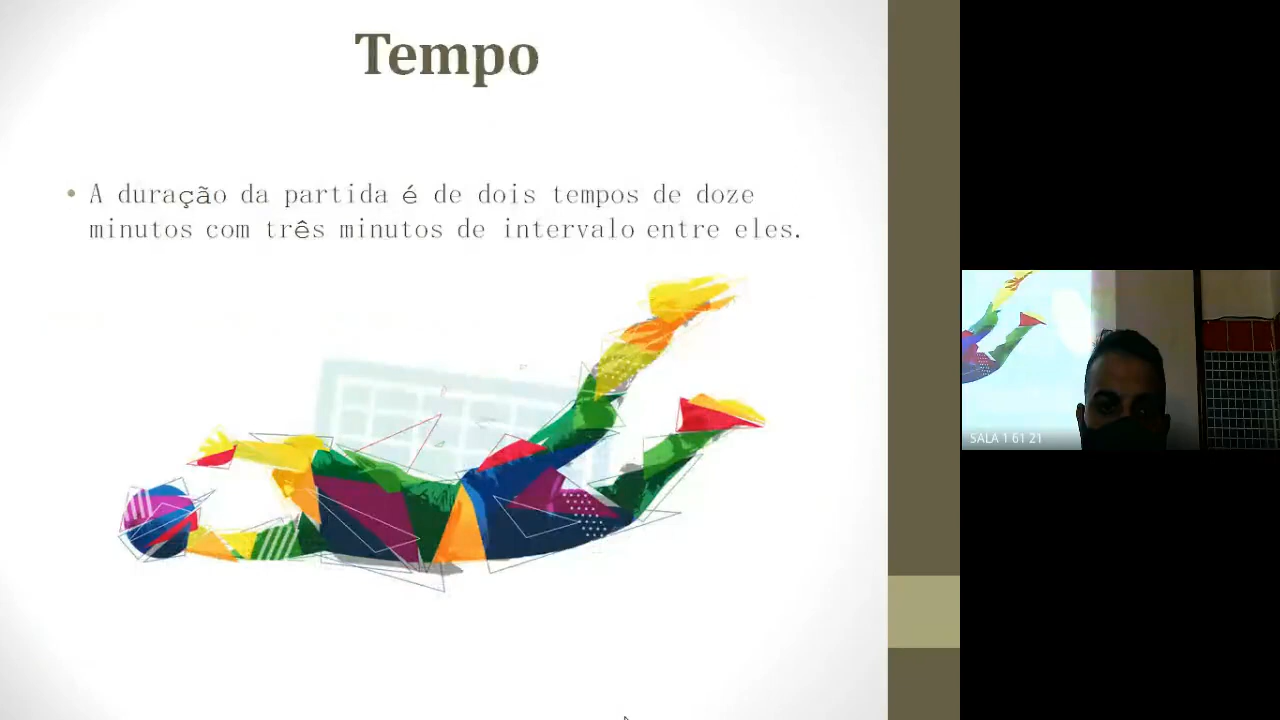 Tempo
• A duração da partida é de dois tempos de doze
minutos com três minutos de intervalo entre eles.
SALA 1 61 21